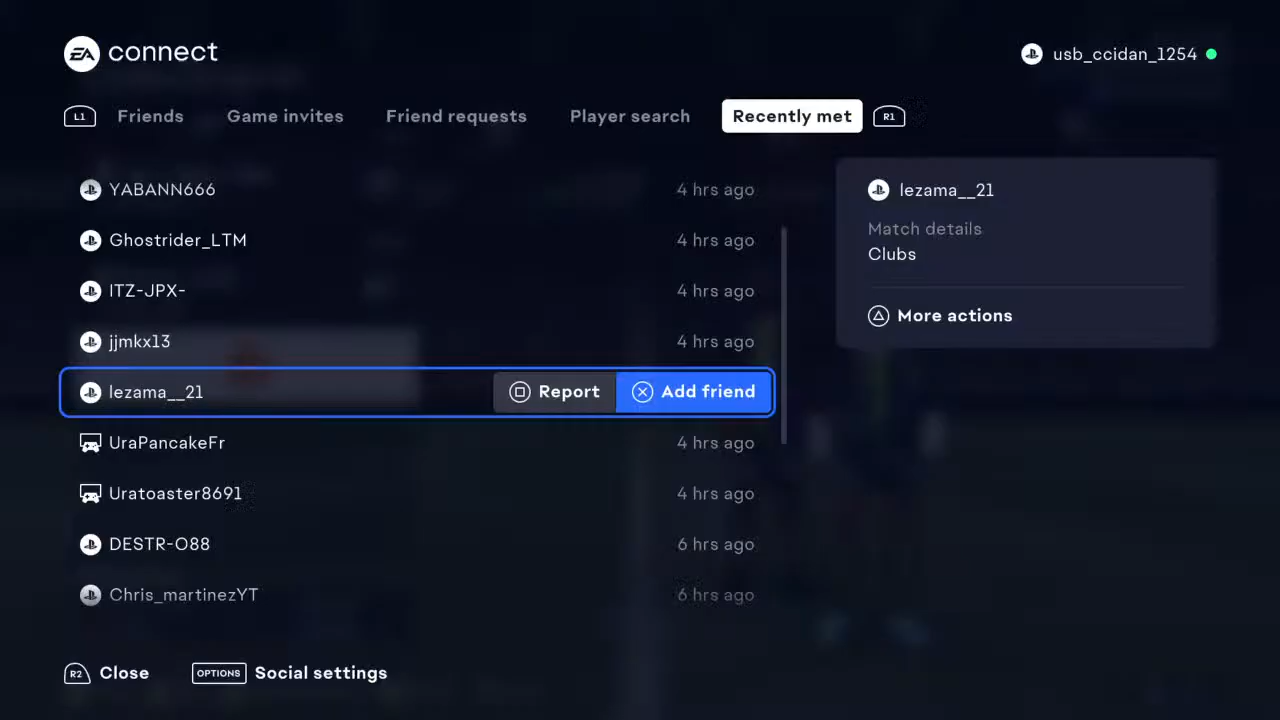 EA connect
usb_ccidan_1254
L1 Friends Game invites Friend requests Player search Recently met R1
YABANN666 4 hrs ago
Ghostrider_LTM 4 hrs ago
ITZ-JPX- 4 hrs ago
jjmkx13 4 hrs ago
lezama__21 Report Add friend
UraPancakeFr 4 hrs ago
Uratoaster8691 4 hrs ago
DESTR-O88 6 hrs ago
Chris_martinezYT 6 hrs ago
lezama__21
Match details
Clubs
More actions
R2 Close OPTIONS Social settings